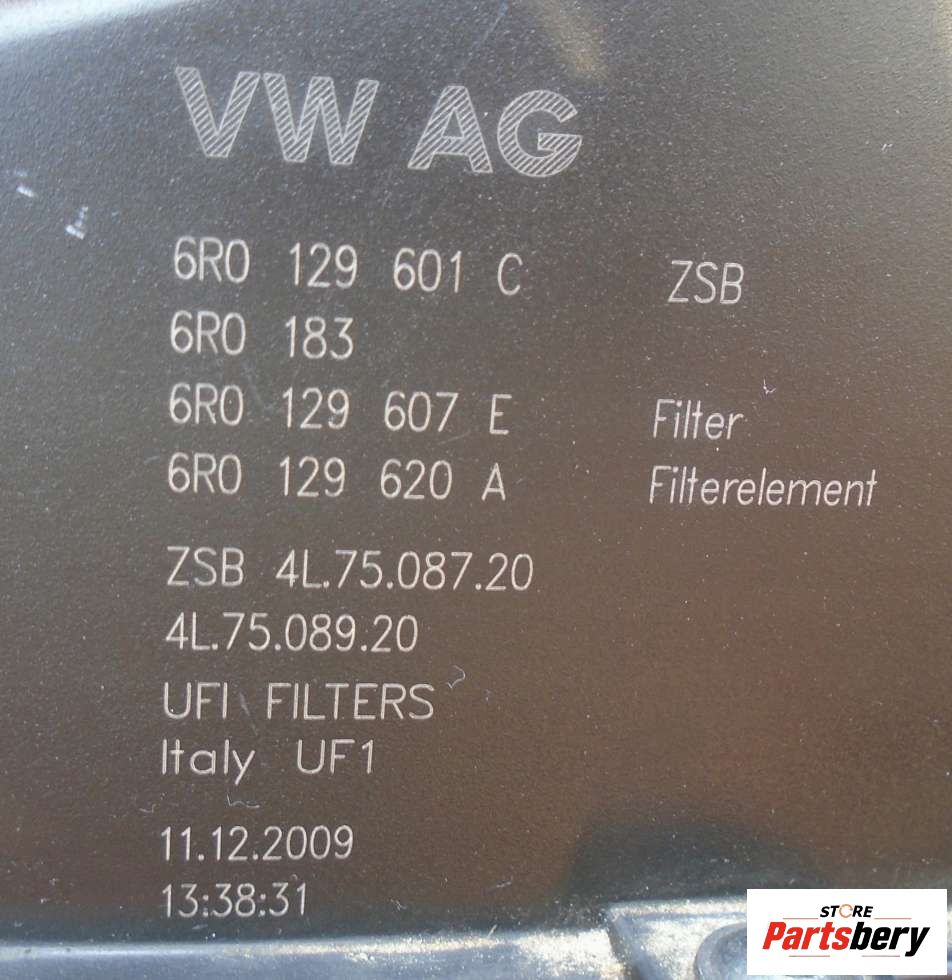 VW AG
6R0 129 601 C ZSB
6R0 183
6R0 129 607 E Filter
6R0 129 620 A Filterelement
ZSB 4L.75.087.20
4L.75.089.20
UFI FILTERS
Italy UF1
11.12.2009
13:38:31
STORE
Partsbery